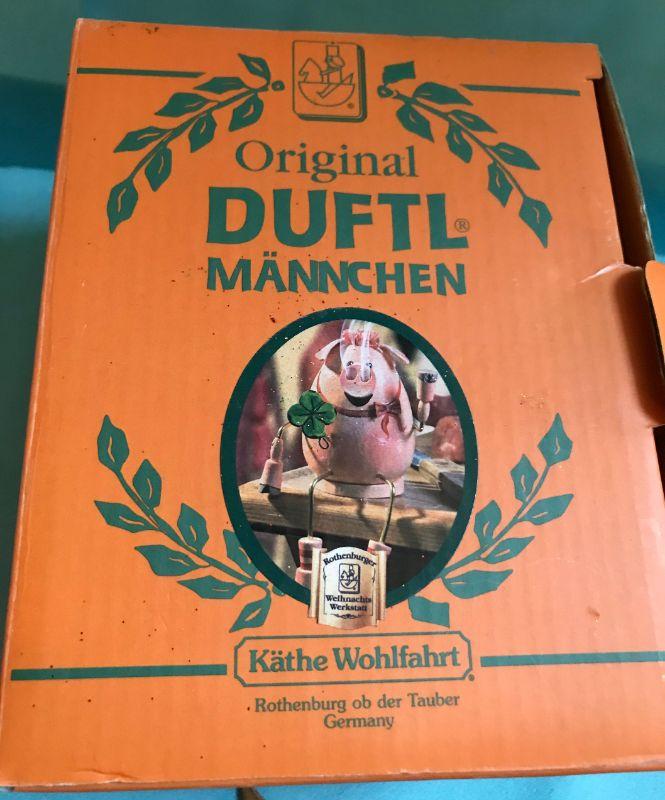 Original
DUFTL®
MÄNNCHEN
Rothenburger
Weihnachts
Werkstatt
Käthe Wohlfahrt®
Rothenburg ob der Tauber
Germany